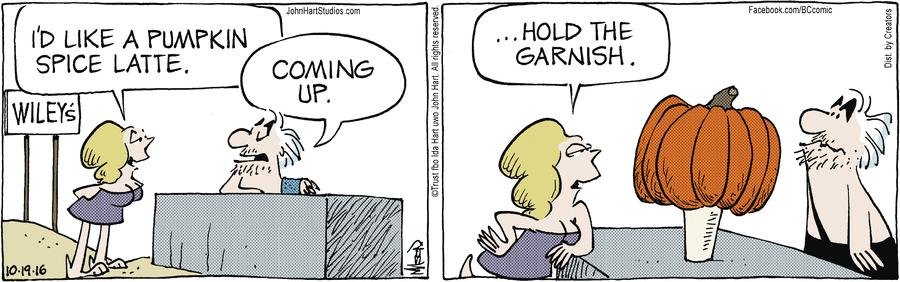 JohnHartStudios.com
I'D LIKE A PUMPKIN
SPICE LATTE.
COMING
UP.
WILEY'S
10·19·16
©Trust fbo Ida Hart uwo John Hart. All rights reserved.
Facebook.com/BCcomic
...HOLD THE
GARNISH.
Dist. by Creators